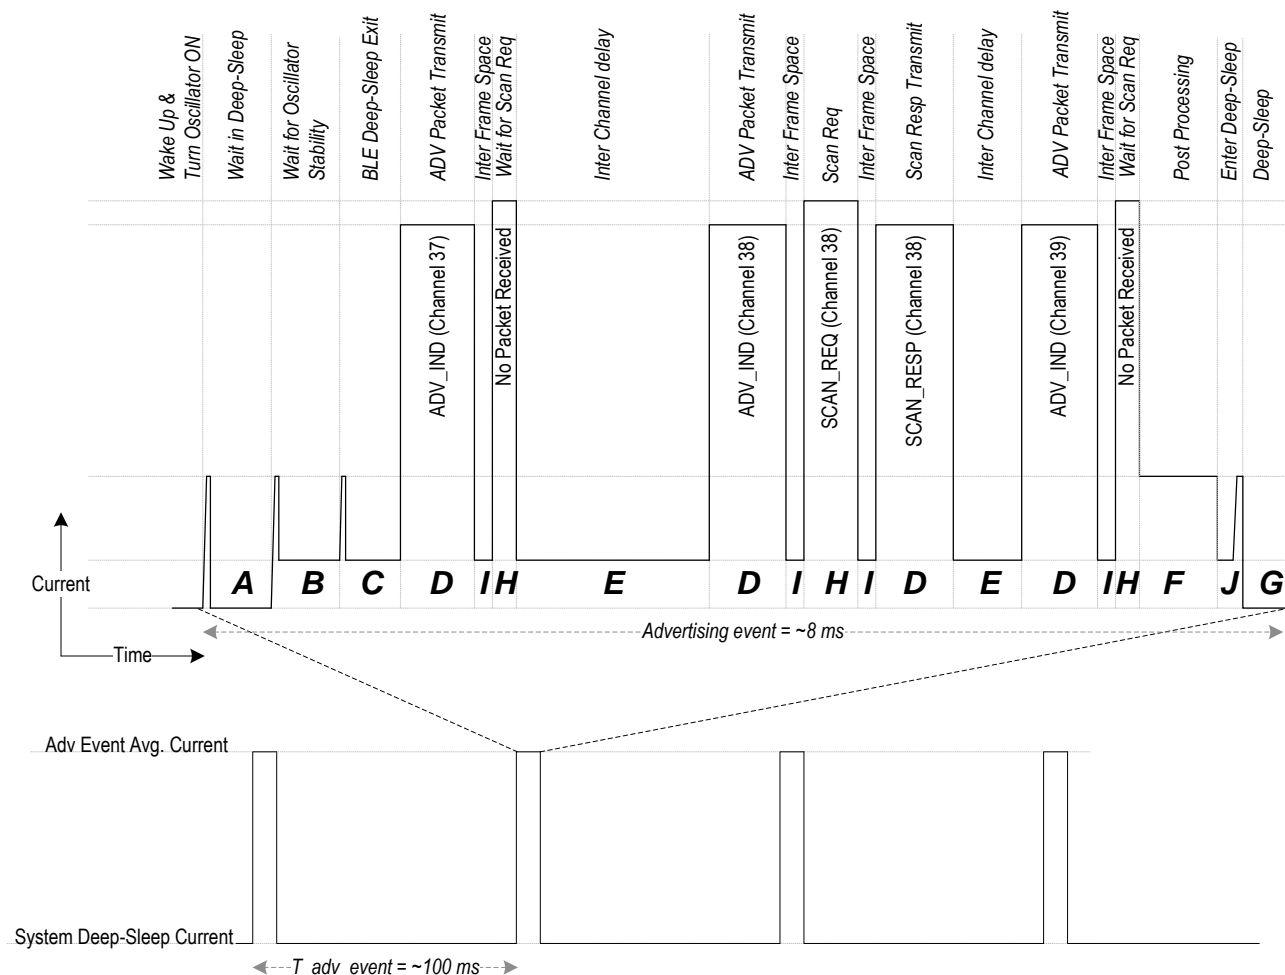 Wake Up &
Turn Oscillator ON
Wait in Deep-Sleep
Wait for Oscillator
Stability
BLE Deep-Sleep Exit
ADV Packet Transmit
Inter Frame Space
Wait for Scan Req
Inter Channel delay
ADV Packet Transmit
Inter Frame Space
Scan Req
Inter Frame Space
Scan Resp Transmit
Inter Channel delay
ADV Packet Transmit
Inter Frame Space
Wait for Scan Req
Post Processing
Enter Deep-Sleep
Deep-Sleep
ADV_IND (Channel 37)
No Packet Received
ADV_IND (Channel 38)
SCAN_REQ (Channel 38)
SCAN_RESP (Channel 38)
ADV_IND (Channel 39)
No Packet Received
Current
A B C D I H E D I H I D E D I H F J G
Advertising event = ~8 ms
Time
Adv Event Avg. Current
System Deep-Sleep Current
T_adv_event = ~100 ms